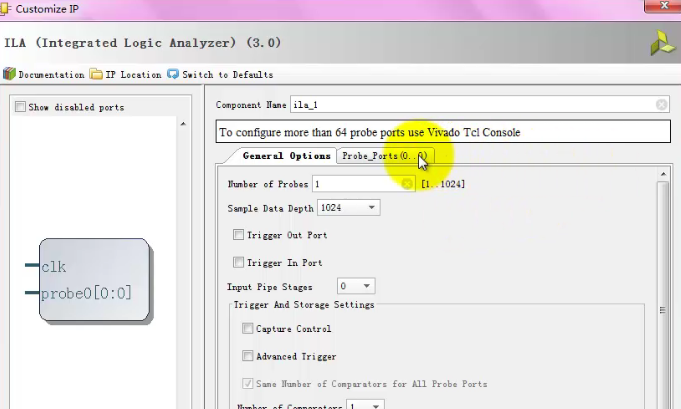 Customize IP
ILA (Integrated Logic Analyzer) (3.0)
Documentation IP Location Switch to Defaults
Show disabled ports
Component Name ila_1
To configure more than 64 probe ports use Vivado Tcl Console
General Options Probe_Ports(0..0)
Number of Probes 1 [1..1024]
Sample Data Depth 1024
Trigger Out Port
Trigger In Port
Input Pipe Stages 0
Trigger And Storage Settings
Capture Control
Advanced Trigger
Same Number of Comparators for All Probe Ports
Number of Comparators 1
clk
probe0[0:0]